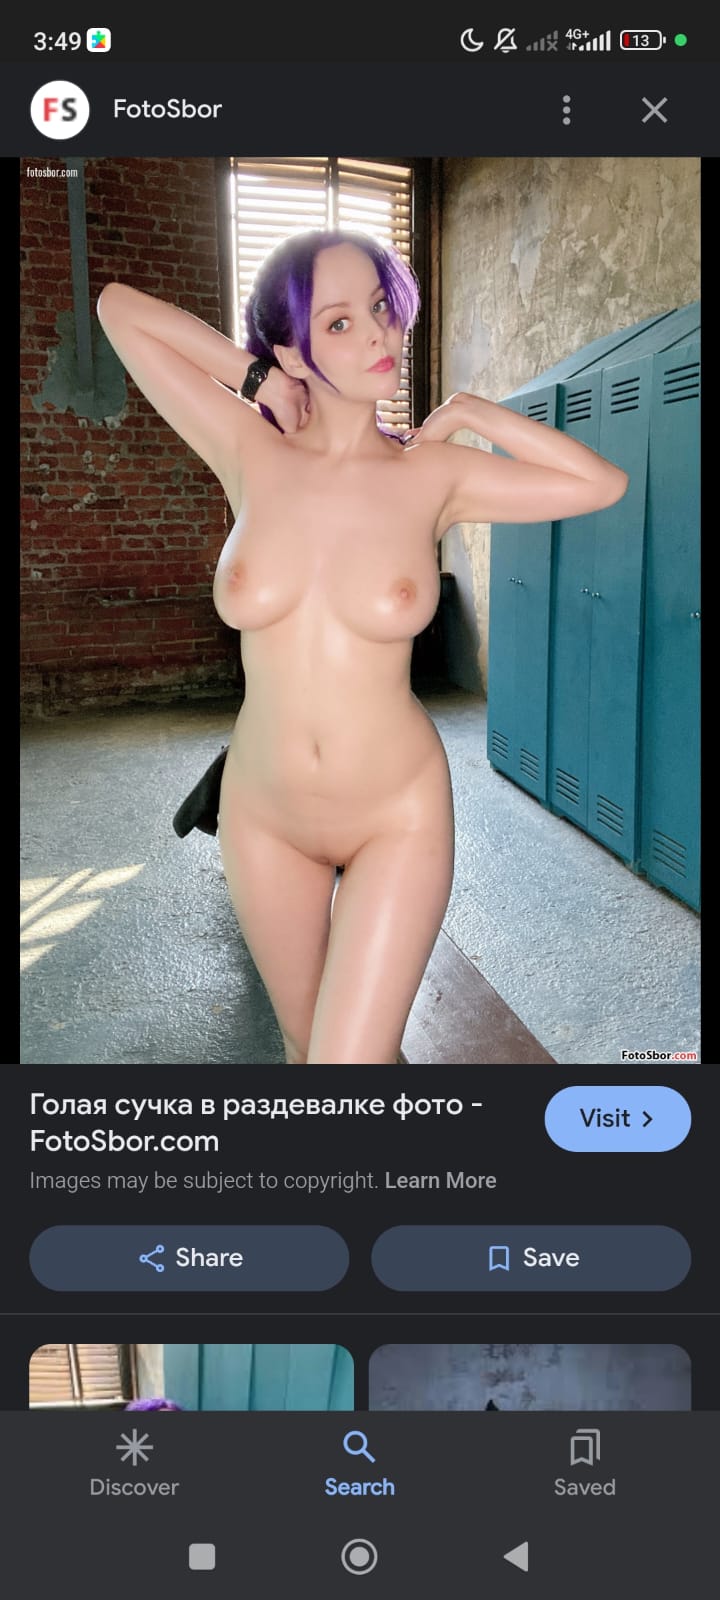 3:49
4G+
13
FS
FotoSbor
fotosbor.com
FotoSbor.com
Голая сучка в раздевалке фото -
FotoSbor.com
Visit
Images may be subject to copyright. Learn More
Share
Save
Discover
Search
Saved